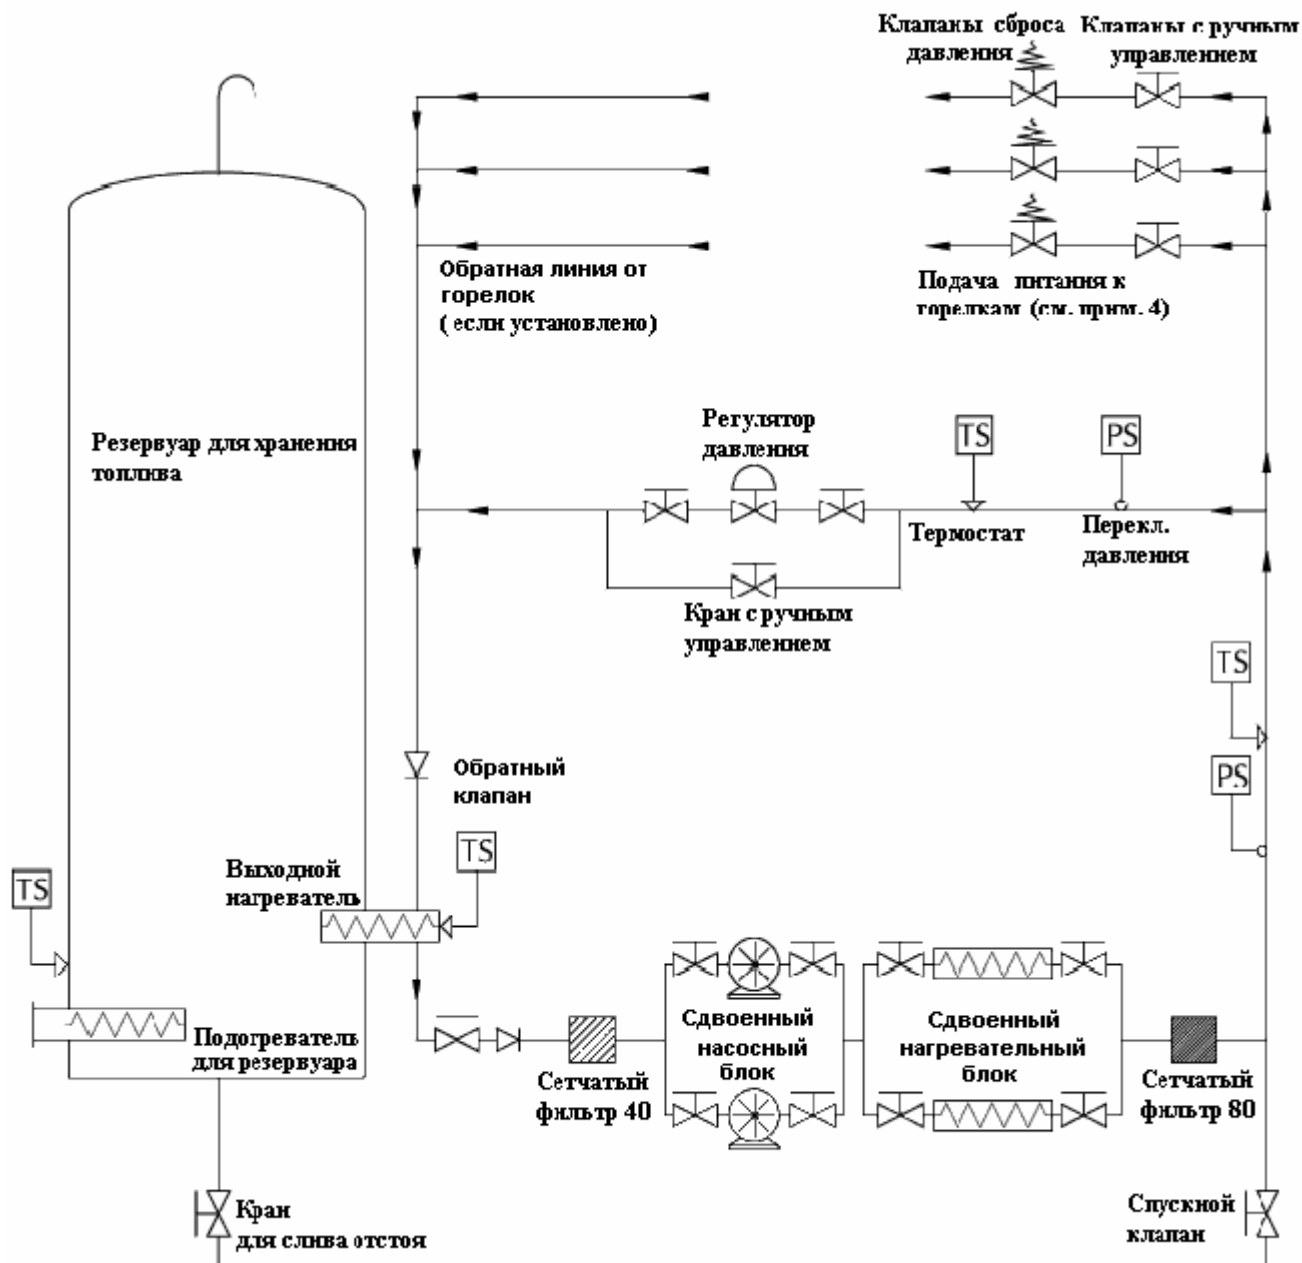 Клапаны сброса
давления
Клапаны с ручным
управлением
Обратная линия от
горелок
( если установлено)
Подача питания к
горелкам (см. прим. 4)
Резервуар для хранения
топлива
Регулятор
давления
TS
PS
Термостат
Перекл.
давления
Кран с ручным
управлением
TS
PS
Обратный
клапан
TS
Выходной
нагреватель
TS
Подогреватель
для резервуара
Сетчатый
фильтр 40
Сдвоенный
насосный
блок
Сдвоенный
нагревательный
блок
Сетчатый
фильтр 80
Кран
для слива отстоя
Спускной
клапан